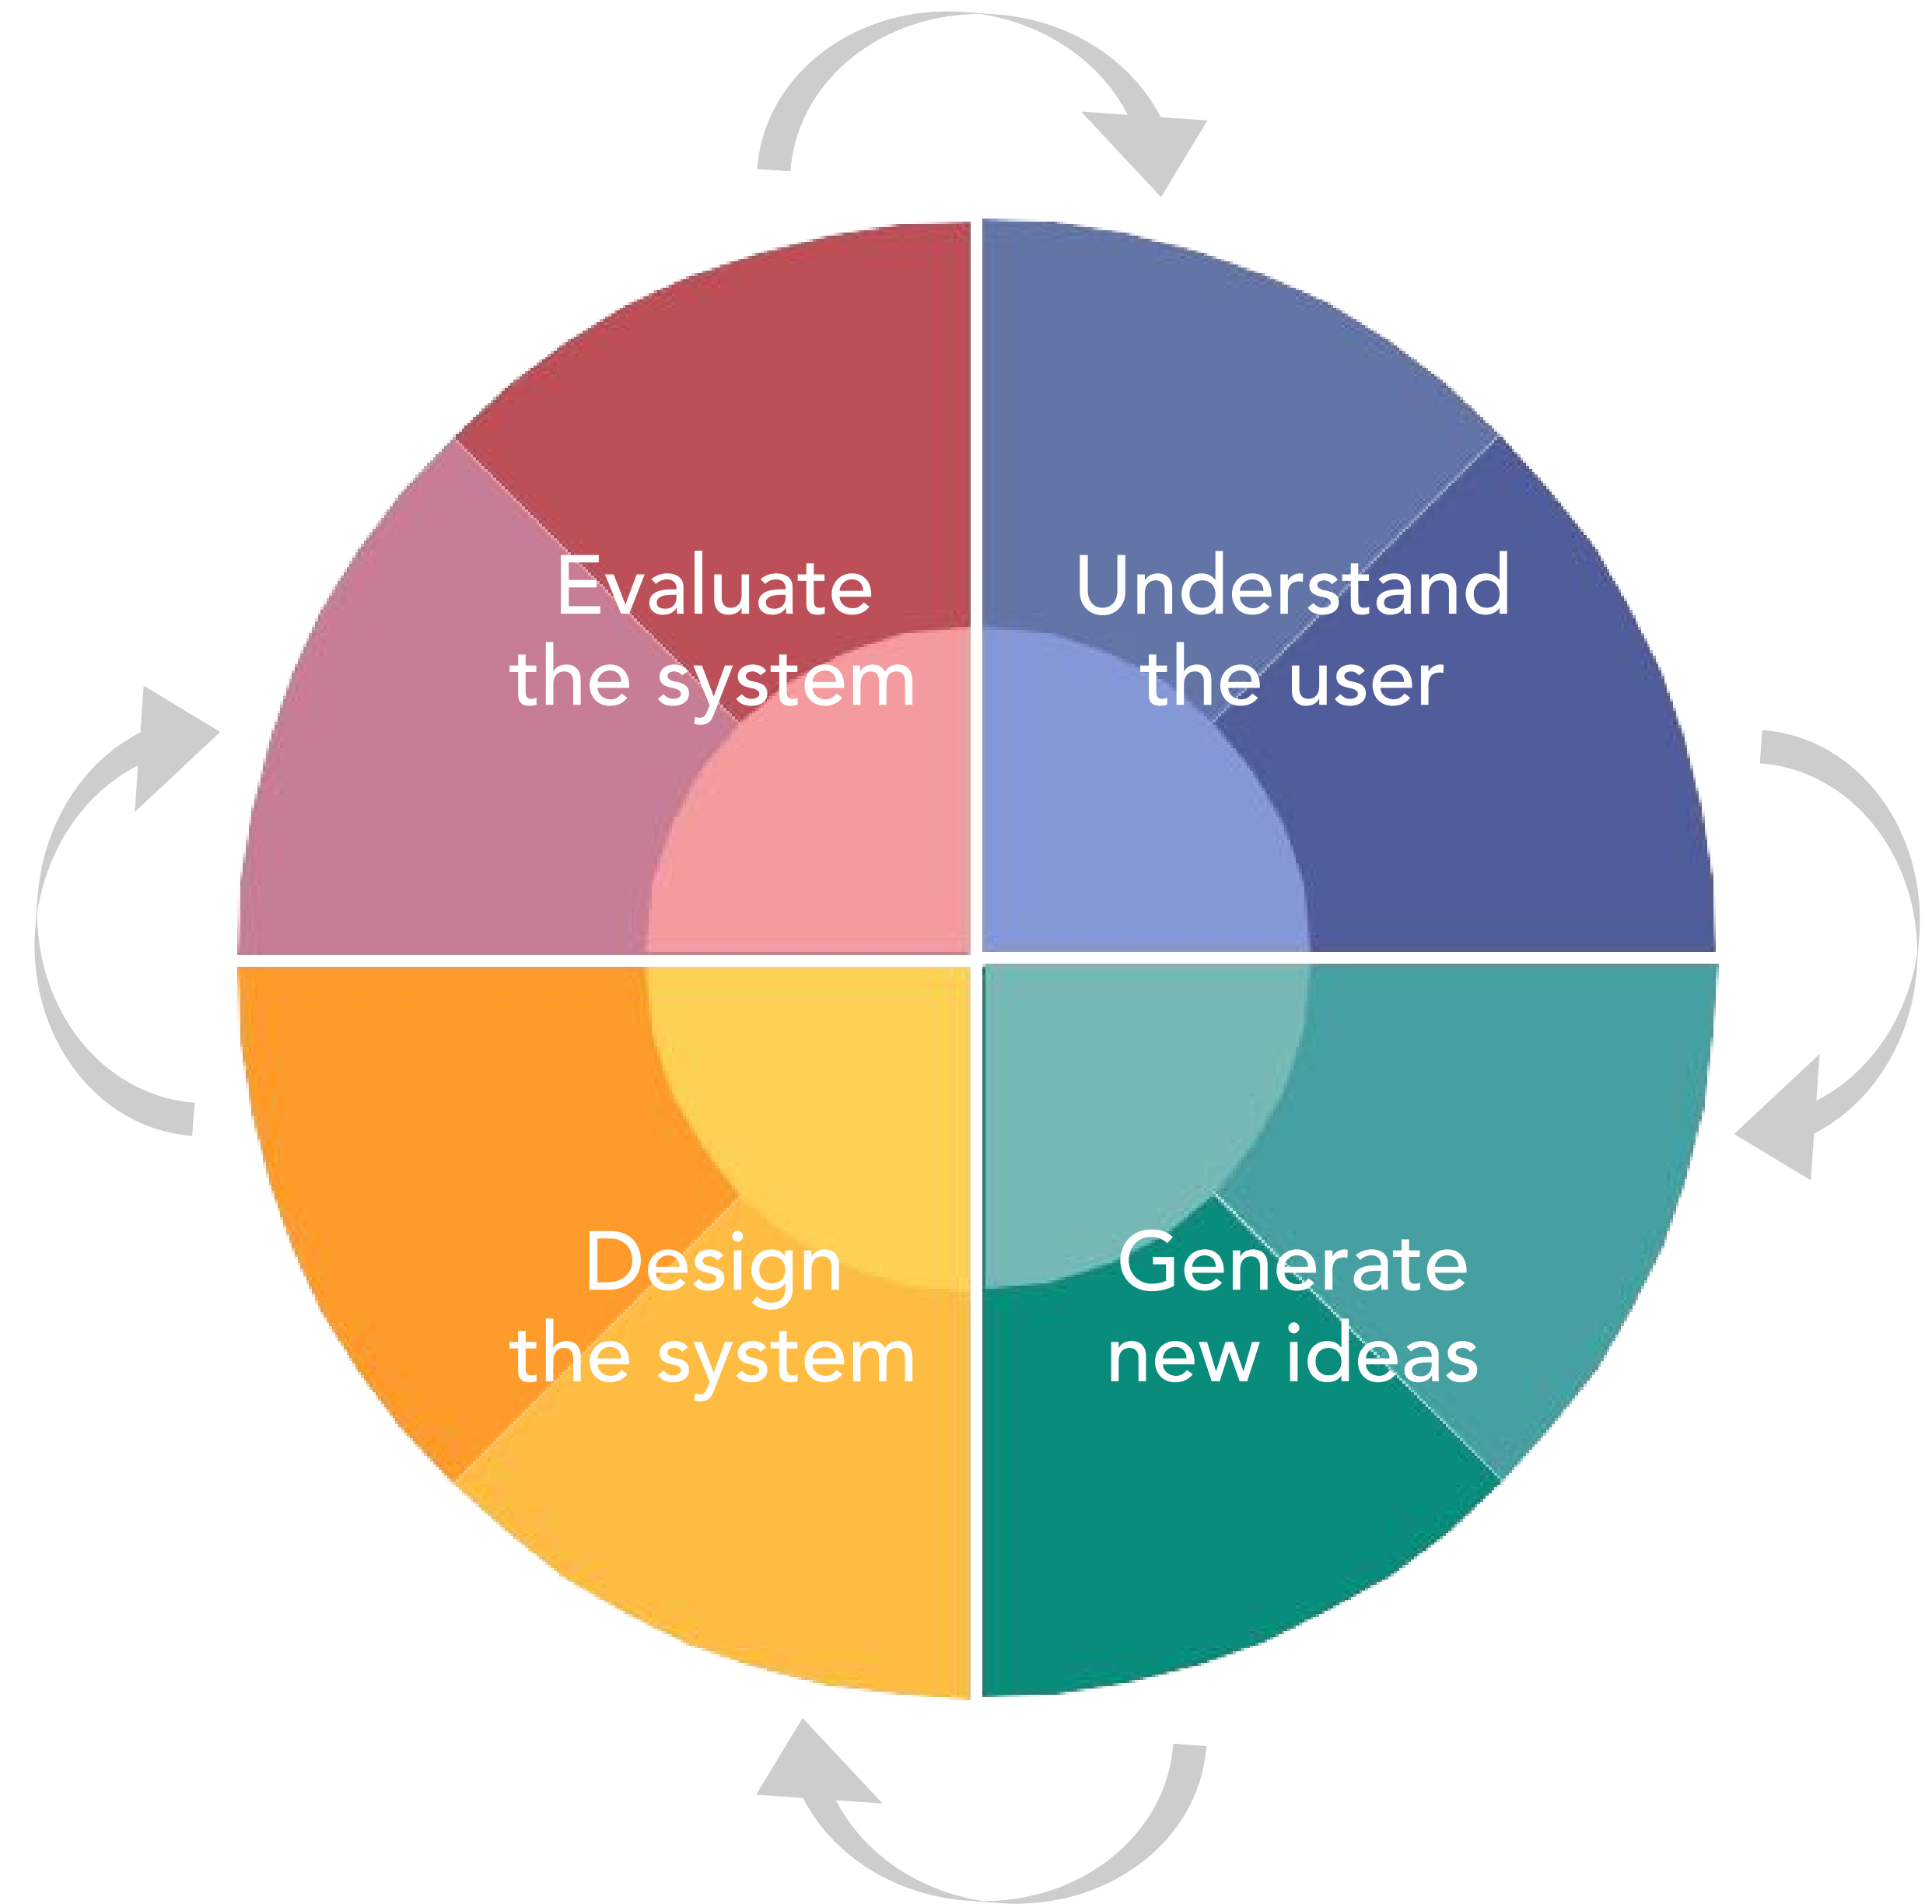 Evaluate
the system
Understand
the user
Design
the system
Generate
new ideas